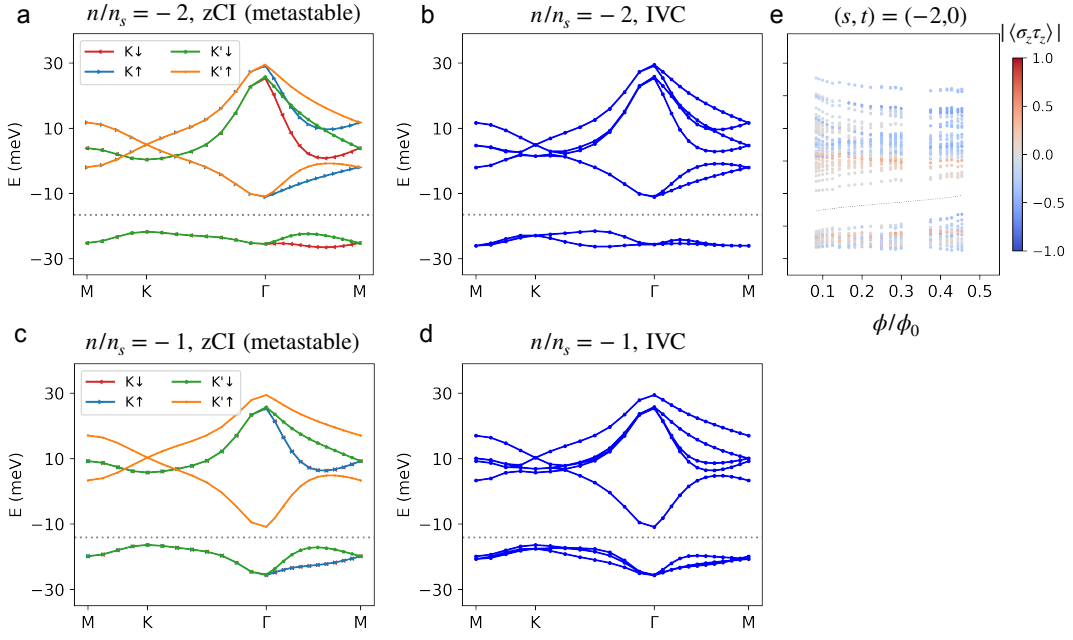 a
n/n_s = −2, zCI (metastable)
K↓
K'↓
K↑
K'↑
E (meV)
30
10
−10
−30
M
K
Γ
M
b
n/n_s = −2, IVC
E (meV)
30
10
−10
−30
M
K
Γ
M
e
(s, t) = (-2,0)
|⟨σ_zτ_z⟩|
1.0
0.5
0.0
−0.5
−1.0
0.1
0.2
0.3
0.4
0.5
ϕ/ϕ_0
c
n/n_s = −1, zCI (metastable)
K↓
K'↓
K↑
K'↑
E (meV)
30
10
−10
−30
M
K
Γ
M
d
n/n_s = −1, IVC
E (meV)
30
10
−10
−30
M
K
Γ
M